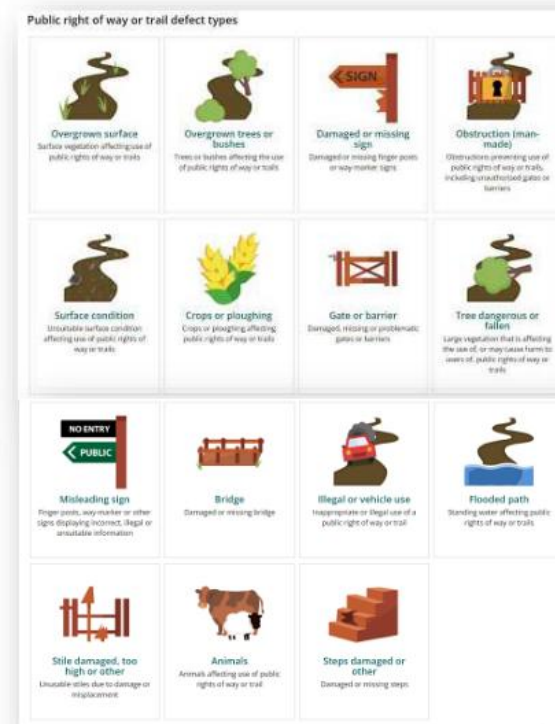 Public right of way or trail defect types
Overgrown surface
Surface vegetation affecting use of
public rights of way or trails
Overgrown trees or
bushes
Trees or bushes affecting the use
of public rights of way or trails
SIGN
Damaged or missing
sign
Damaged or missing finger posts
or way-marker signs
Obstruction (man-
made)
Obstructions preventing use of
public rights of way or trails,
including unauthorised gates or
barriers
Surface condition
Unsuitable surface condition
affecting use of public rights of
way or trails
Crops or ploughing
Crops or ploughing affecting
public rights of way or trails
Gate or barrier
Damaged, missing or problematic
gates or barriers
Tree dangerous or
fallen
Large vegetation that is affecting
the use of, or may cause harm to
users of, public rights of way or
trails
NO ENTRY
PUBLIC
Misleading sign
Finger posts, way-marker or other
signs displaying incorrect, illegal or
unsuitable information
Bridge
Damaged or missing bridge
Illegal or vehicle use
Inappropriate or illegal use of a
public right of way or trail
Flooded path
Standing water affecting public
rights of way or trails
Stile damaged, too
high or other
Unusable stiles due to damage or
misplacement
Animals
Animals affecting use of public
rights of way or trail
Steps damaged or
other
Damaged or missing steps